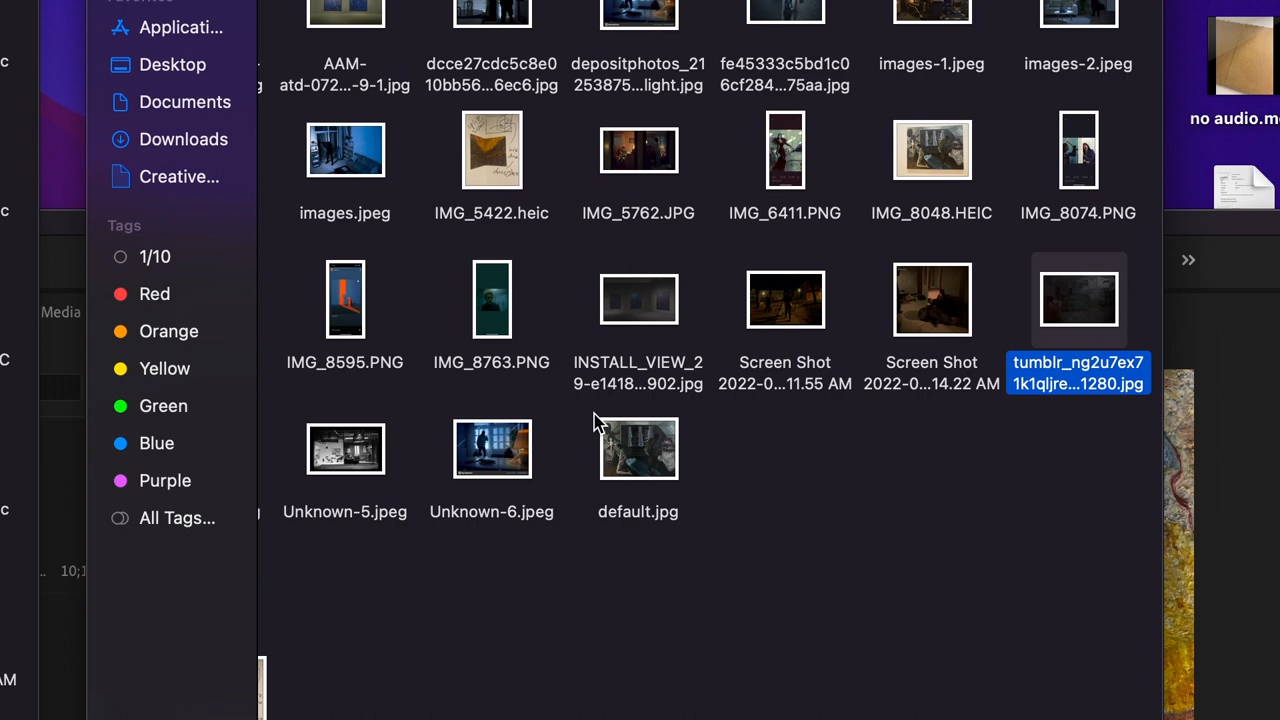 Applicati...
Desktop
Documents
Downloads
Creative...
Tags
1/10
Red
Orange
Yellow
Green
Blue
Purple
All Tags...
AAM-
atd-072...-9-1.jpg
dcce27cdc5c8e0
10bb56...6ec6.jpg
depositphotos_21
253875...light.jpg
fe45333c5bd1c0
6cf284...75aa.jpg
images-1.jpeg
images-2.jpeg
images.jpeg
IMG_5422.heic
IMG_5762.JPG
IMG_6411.PNG
IMG_8048.HEIC
IMG_8074.PNG
IMG_8595.PNG
IMG_8763.PNG
INSTALL_VIEW_2
9-e1418...902.jpg
Screen Shot
2022-0...11.55 AM
Screen Shot
2022-0...14.22 AM
tumblr_ng2u7ex7
1k1qljre...1280.jpg
Unknown-5.jpeg
Unknown-6.jpeg
default.jpg
Media
10;1
AM
no audio.m